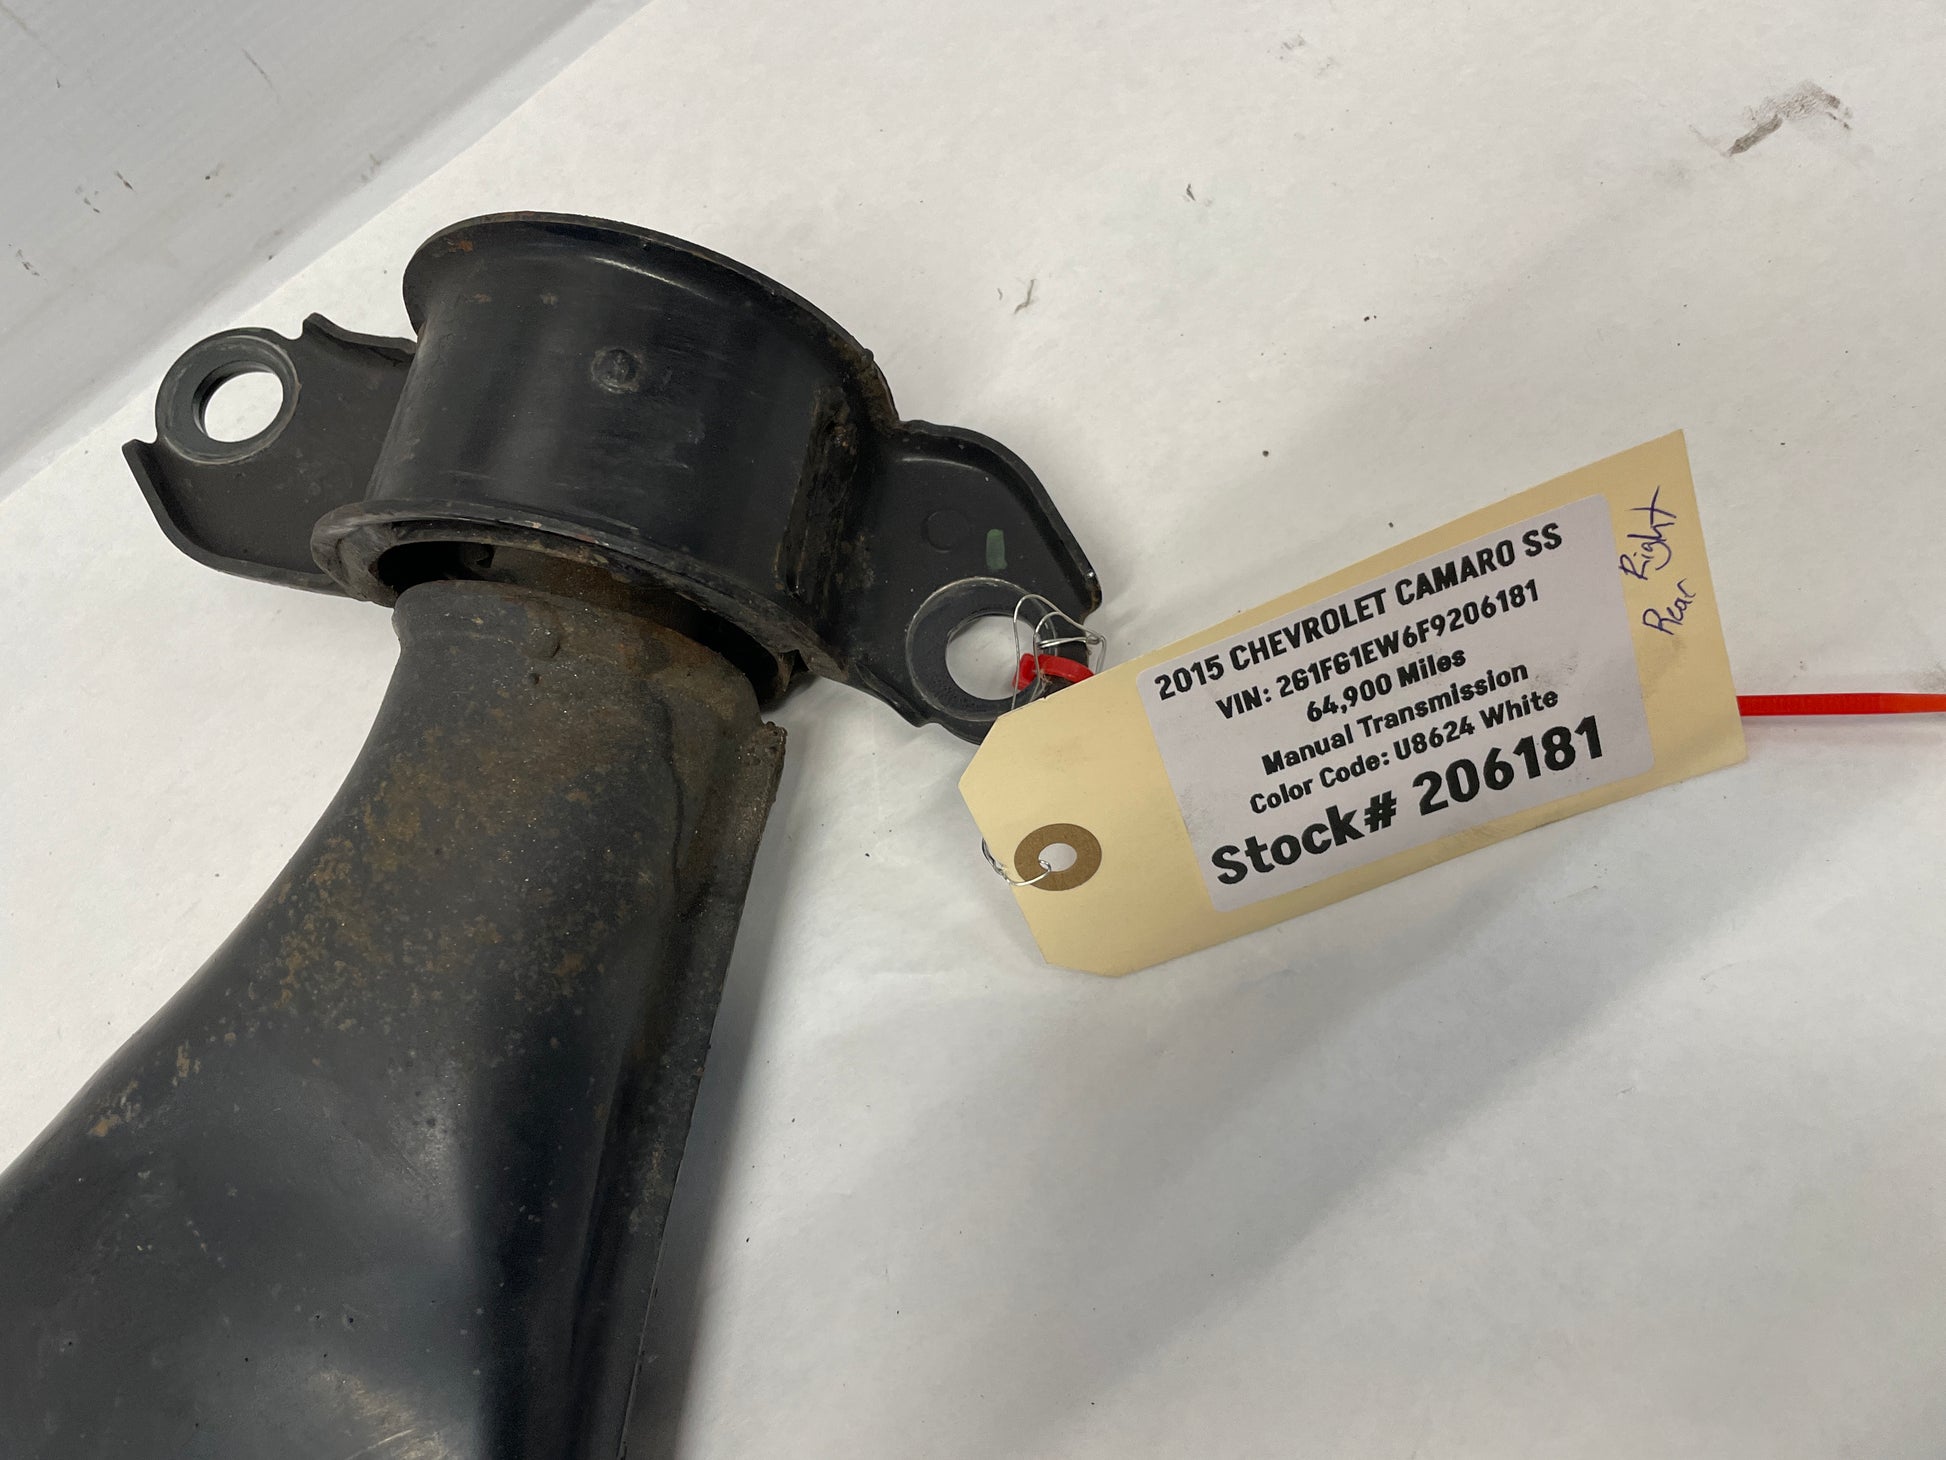 2015 CHEVROLET CAMARO SS
VIN: 2G1FG1EW6F9206181
64,900 Miles
Manual Transmission
Color Code: U8624 White
Stock# 206181
Right
Rear